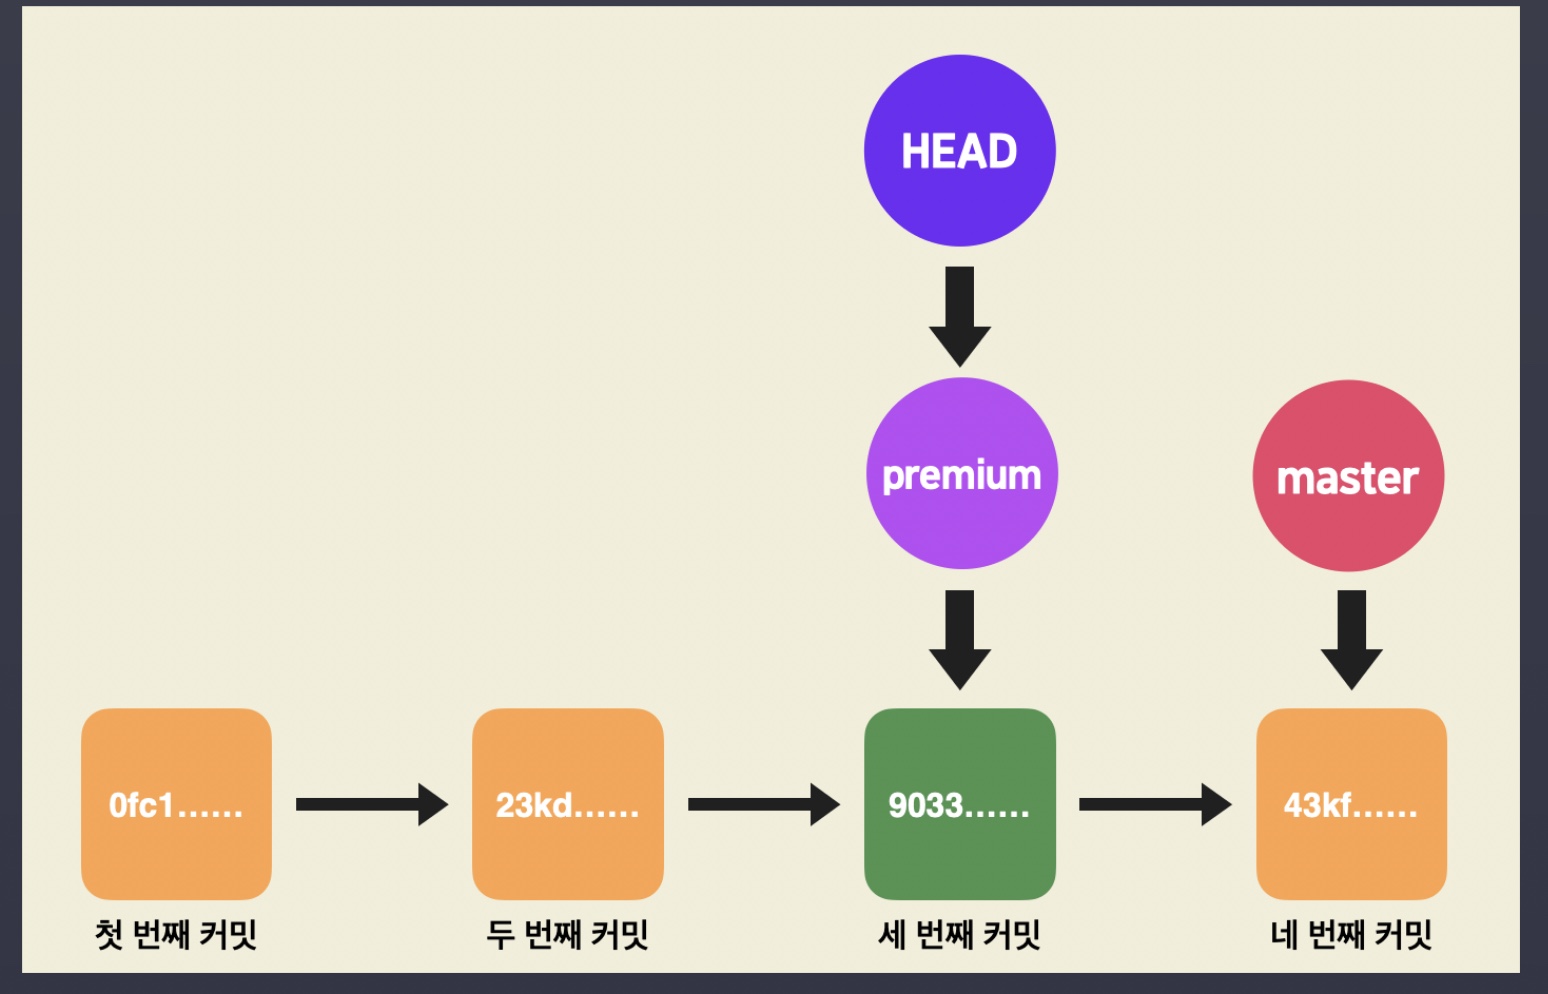 HEAD
premium
master
0fc1......
23kd......
9033......
43kf......
첫 번째 커밋
두 번째 커밋
세 번째 커밋
네 번째 커밋